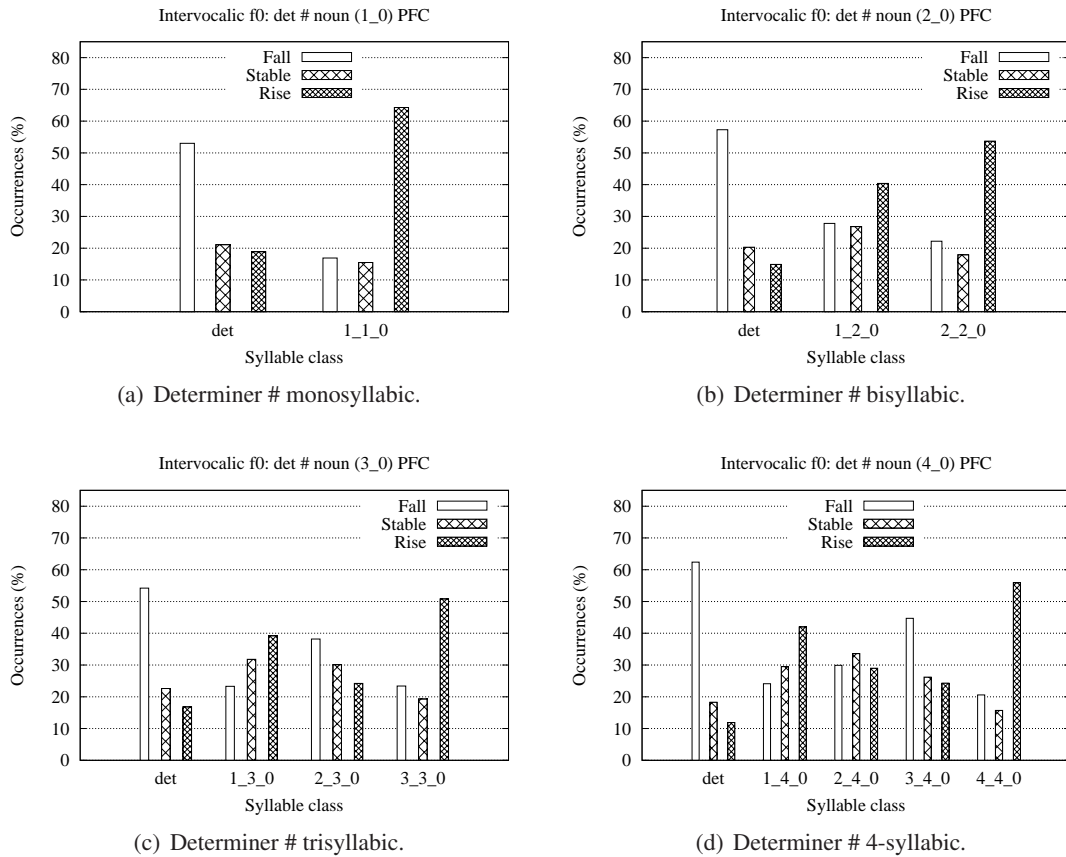 Intervocalic f0: det # noun (1_0) PFC
Fall
Stable
Rise
Occurrences (%)
80
70
60
50
40
30
20
10
0
det 1_1_0
Syllable class
(a) Determiner # monosyllabic.
Intervocalic f0: det # noun (2_0) PFC
Fall
Stable
Rise
Occurrences (%)
80
70
60
50
40
30
20
10
0
det 1_2_0 2_2_0
Syllable class
(b) Determiner # bisyllabic.
Intervocalic f0: det # noun (3_0) PFC
Fall
Stable
Rise
Occurrences (%)
80
70
60
50
40
30
20
10
0
det 1_3_0 2_3_0 3_3_0
Syllable class
(c) Determiner # trisyllabic.
Intervocalic f0: det # noun (4_0) PFC
Fall
Stable
Rise
Occurrences (%)
80
70
60
50
40
30
20
10
0
det 1_4_0 2_4_0 3_4_0 4_4_0
Syllable class
(d) Determiner # 4-syllabic.